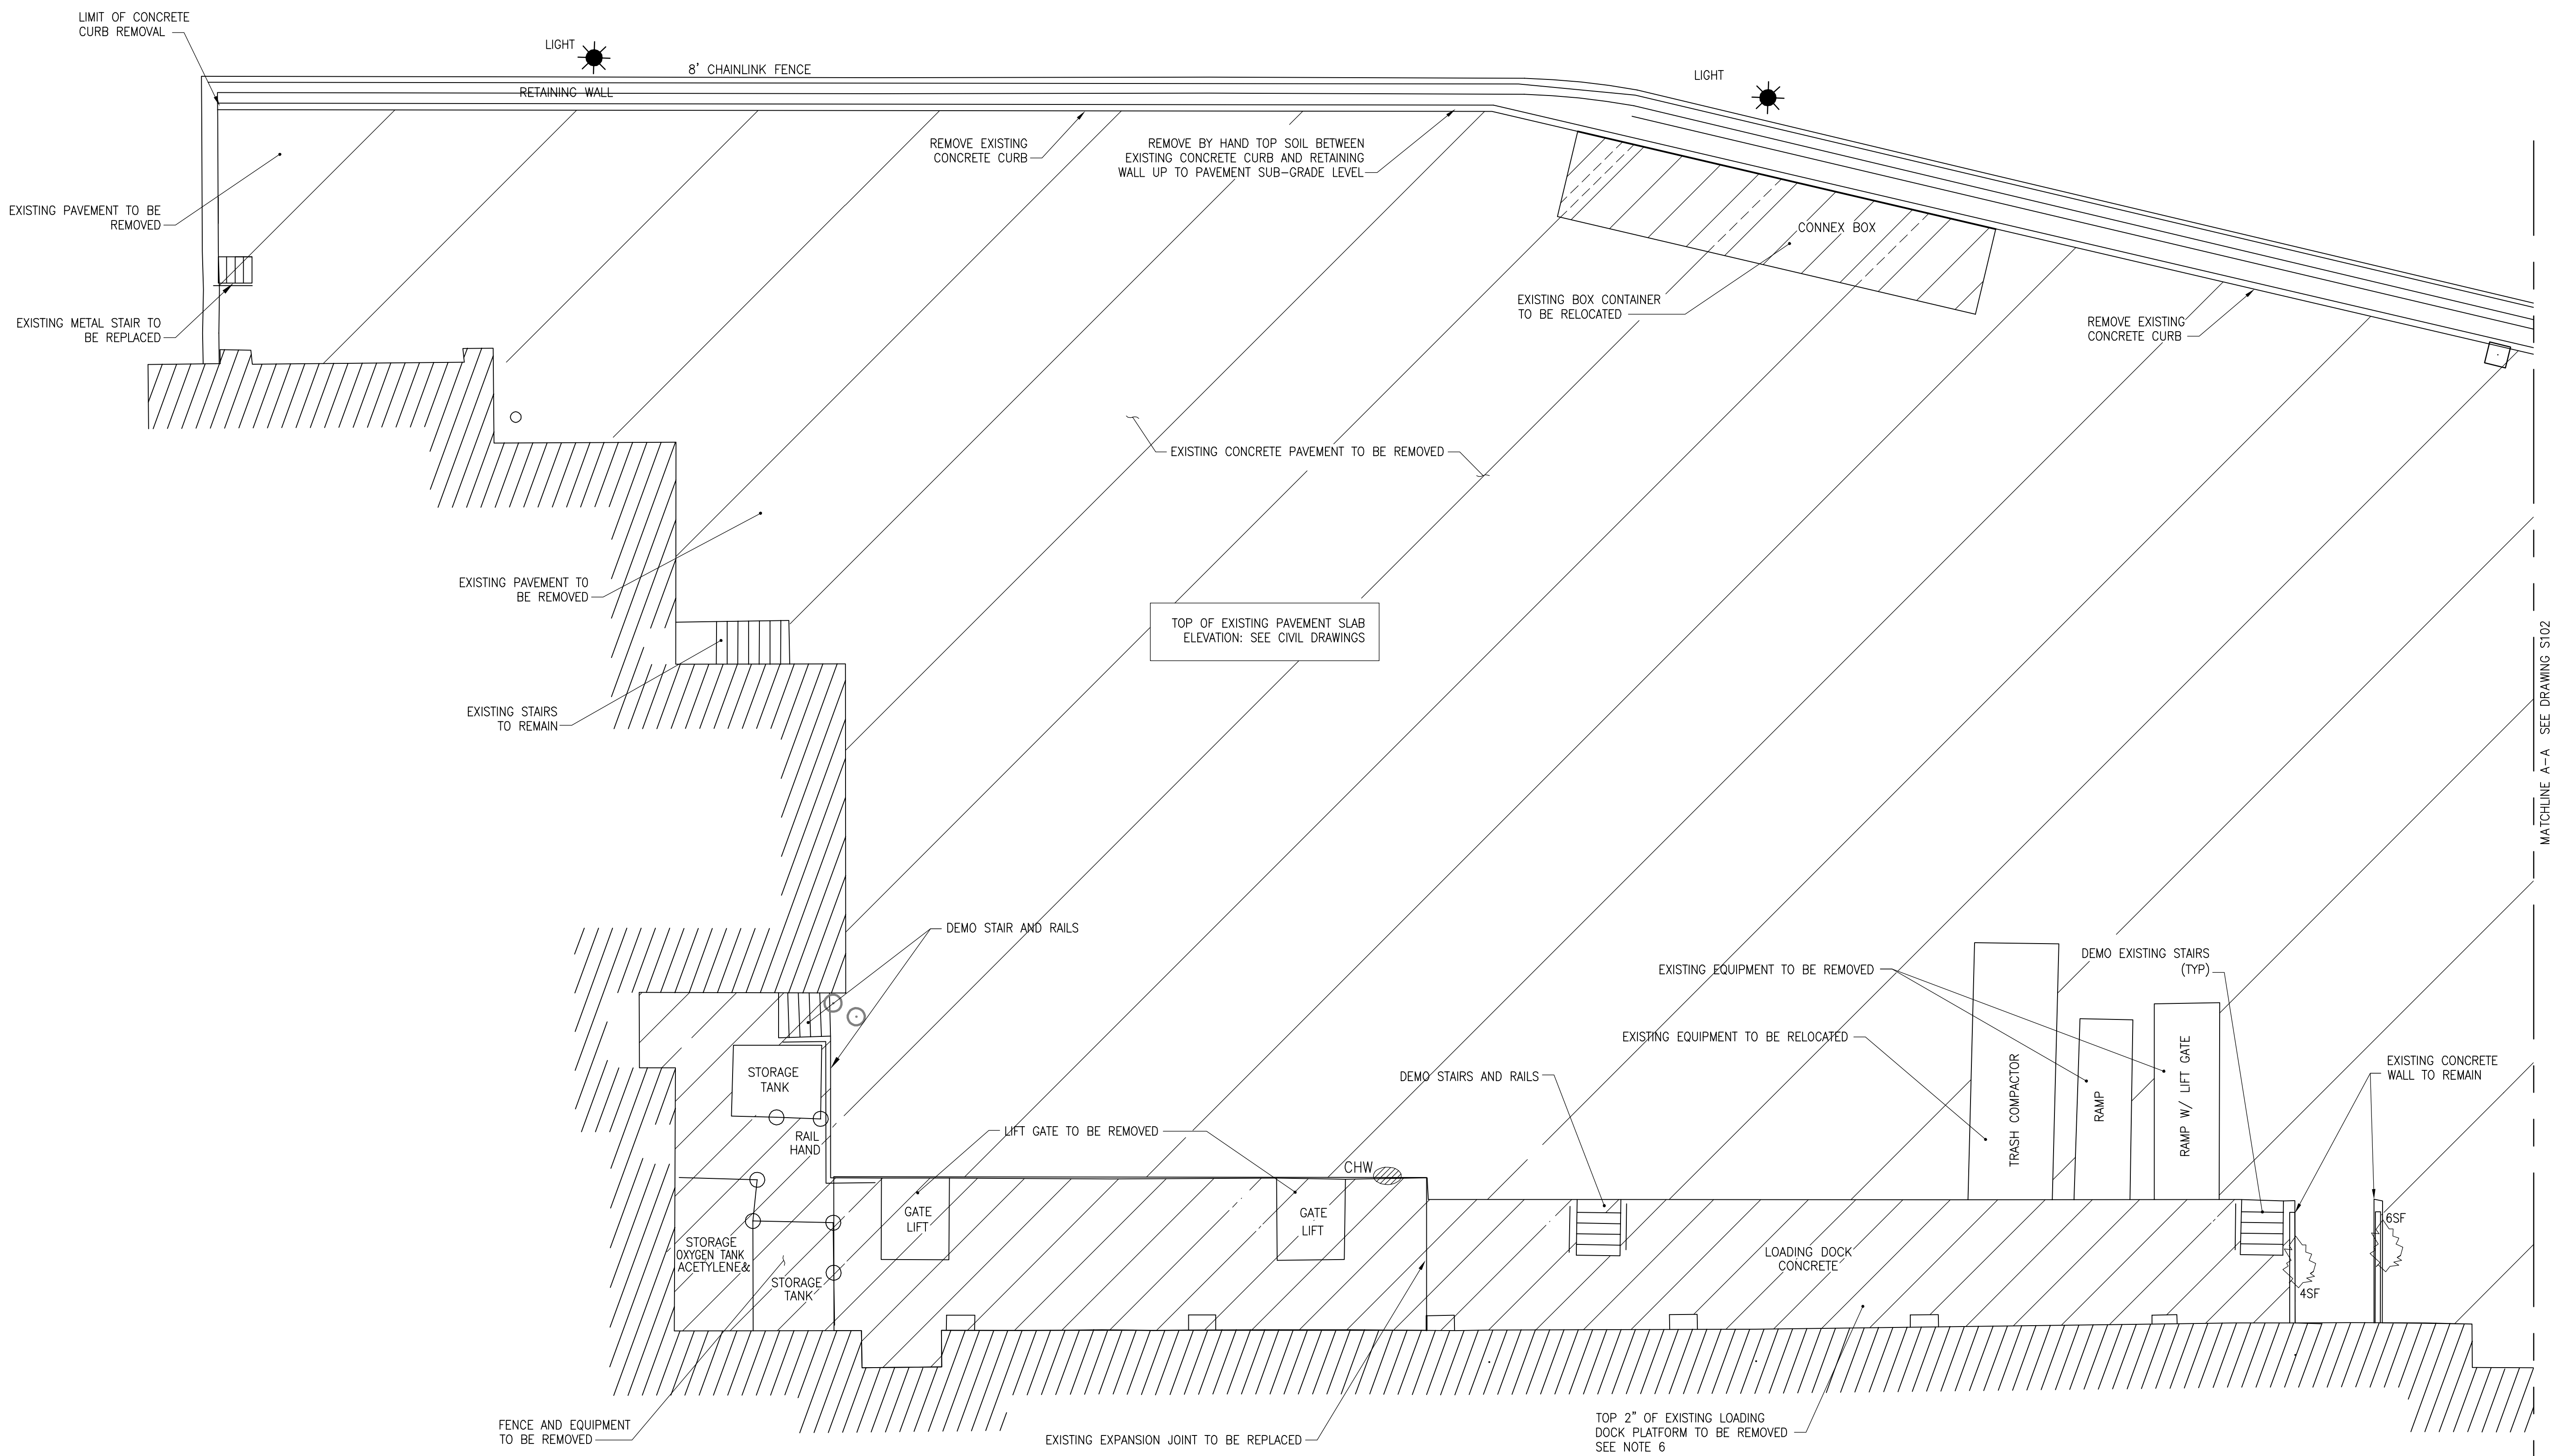 LIMIT OF CONCRETE
CURB REMOVAL
LIGHT
8' CHAINLINK FENCE
LIGHT
RETAINING WALL
REMOVE EXISTING
CONCRETE CURB
REMOVE BY HAND TOP SOIL BETWEEN
EXISTING CONCRETE CURB AND RETAINING
WALL UP TO PAVEMENT SUB-GRADE LEVEL
EXISTING PAVEMENT TO BE
REMOVED
CONNEX BOX
EXISTING BOX CONTAINER
TO BE RELOCATED
EXISTING METAL STAIR TO
BE REPLACED
REMOVE EXISTING
CONCRETE CURB
EXISTING CONCRETE PAVEMENT TO BE REMOVED
EXISTING PAVEMENT TO
BE REMOVED
TOP OF EXISTING PAVEMENT SLAB
ELEVATION: SEE CIVIL DRAWINGS
MATCHLINE A-A SEE DRAWING S102
EXISTING STAIRS
TO REMAIN
DEMO STAIR AND RAILS
DEMO EXISTING STAIRS
(TYP)
EXISTING EQUIPMENT TO BE REMOVED
EXISTING EQUIPMENT TO BE RELOCATED
EXISTING CONCRETE
WALL TO REMAIN
STORAGE
TANK
DEMO STAIRS AND RAILS
TRASH COMPACTOR
RAMP
RAMP W/ LIFT GATE
RAIL
HAND
LIFT GATE TO BE REMOVED
CHW
GATE
LIFT
GATE
LIFT
6SF
STORAGE
OXYGEN TANK
ACETYLENE&
STORAGE
TANK
LOADING DOCK
CONCRETE
4SF
FENCE AND EQUIPMENT
TO BE REMOVED
EXISTING EXPANSION JOINT TO BE REPLACED
TOP 2" OF EXISTING LOADING
DOCK PLATFORM TO BE REMOVED
SEE NOTE 6